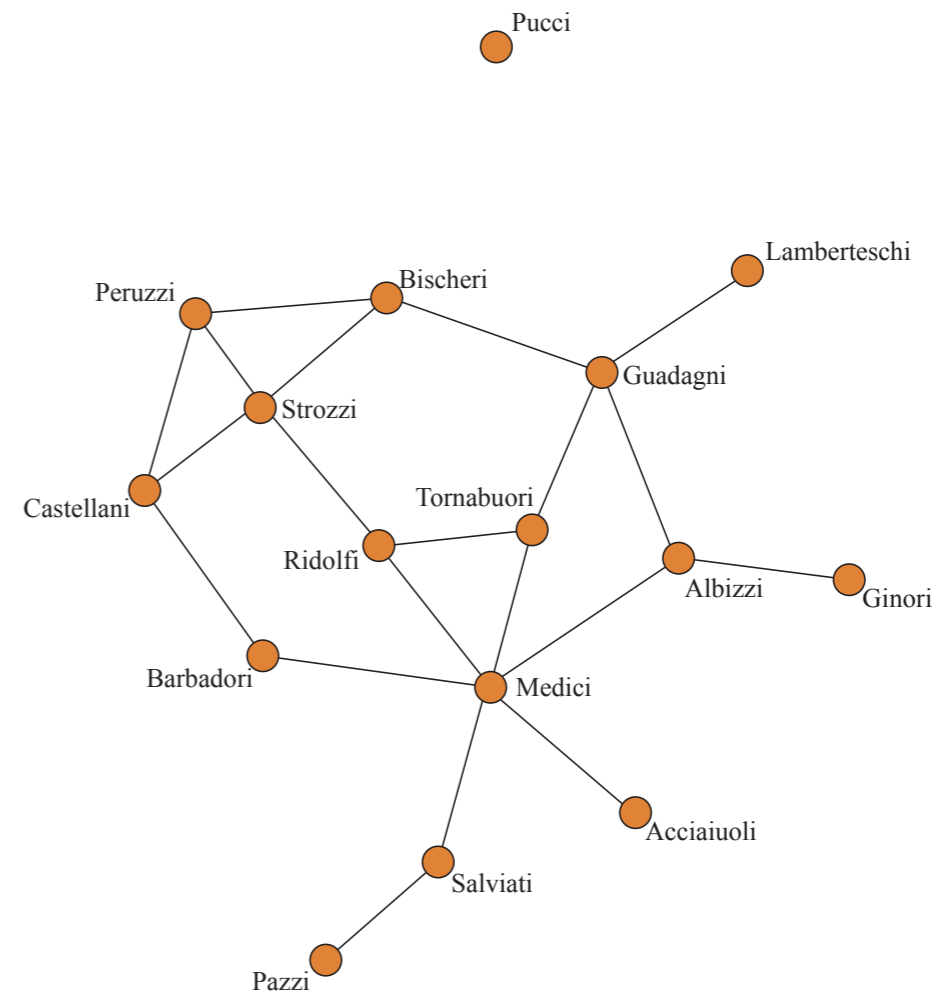 Pucci
Lamberteschi
Bischeri
Peruzzi
Guadagni
Strozzi
Tornabuori
Castellani
Ridolfi
Albizzi
Ginori
Barbadori
Medici
Acciaiuoli
Salviati
Pazzi